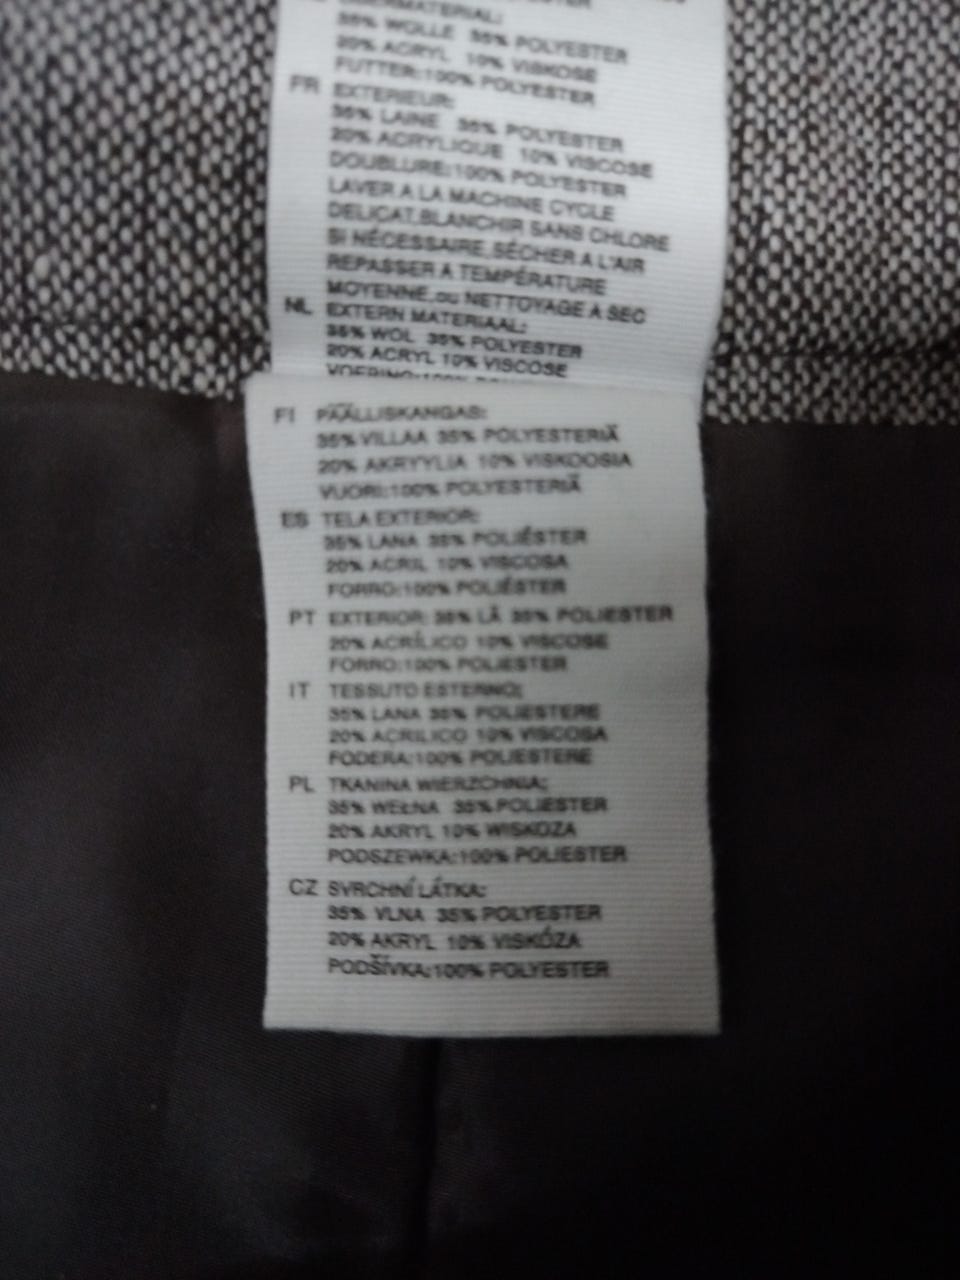 OBERMATERIAL:
35% WOLLE 35% POLYESTER
20% ACRYL 10% VISKOSE
FUTTER:100% POLYESTER
FR EXTERIEUR:
35% LAINE 35% POLYESTER
20% ACRYLIQUE 10% VISCOSE
DOUBLURE:100% POLYESTER
LAVER A LA MACHINE CYCLE
DELICAT,BLANCHIR SANS CHLORE
SI NÉCESSAIRE,SÉCHER A L'AIR
REPASSER A TEMPÉRATURE
MOYENNE,ou NETTOYAGE A SEC
NL EXTERN MATERIAAL:
35% WOL 35% POLYESTER
20% ACRYL 10% VISCOSE
VOERING:100%
FI PÄÄLLISKANGAS:
35% VILLAA 35% POLYESTERIÄ
20% AKRYYLIA 10% VISKOOSIA
VUORI:100% POLYESTERIÄ
ES TELA EXTERIOR:
35% LANA 35% POLIÉSTER
20% ACRIL 10% VISCOSA
FORRO:100% POLIÉSTER
PT EXTERIOR: 35% LÃ 35% POLIESTER
20% ACRÍLICO 10% VISCOSE
FORRO:100% POLIESTER
IT TESSUTO ESTERNO:
35% LANA 35% POLIESTERE
20% ACRILICO 10% VISCOSA
FODERA:100% POLIESTERE
PL TKANINA WIERZCHNIA:
35% WEŁNA 35% POLIESTER
20% AKRYL 10% WISKOZA
PODSZEWKA:100% POLIESTER
CZ SVRCHNÍ LÁTKA:
35% VLNA 35% POLYESTER
20% AKRYL 10% VISKÓZA
PODŠÍVKA:100% POLYESTER